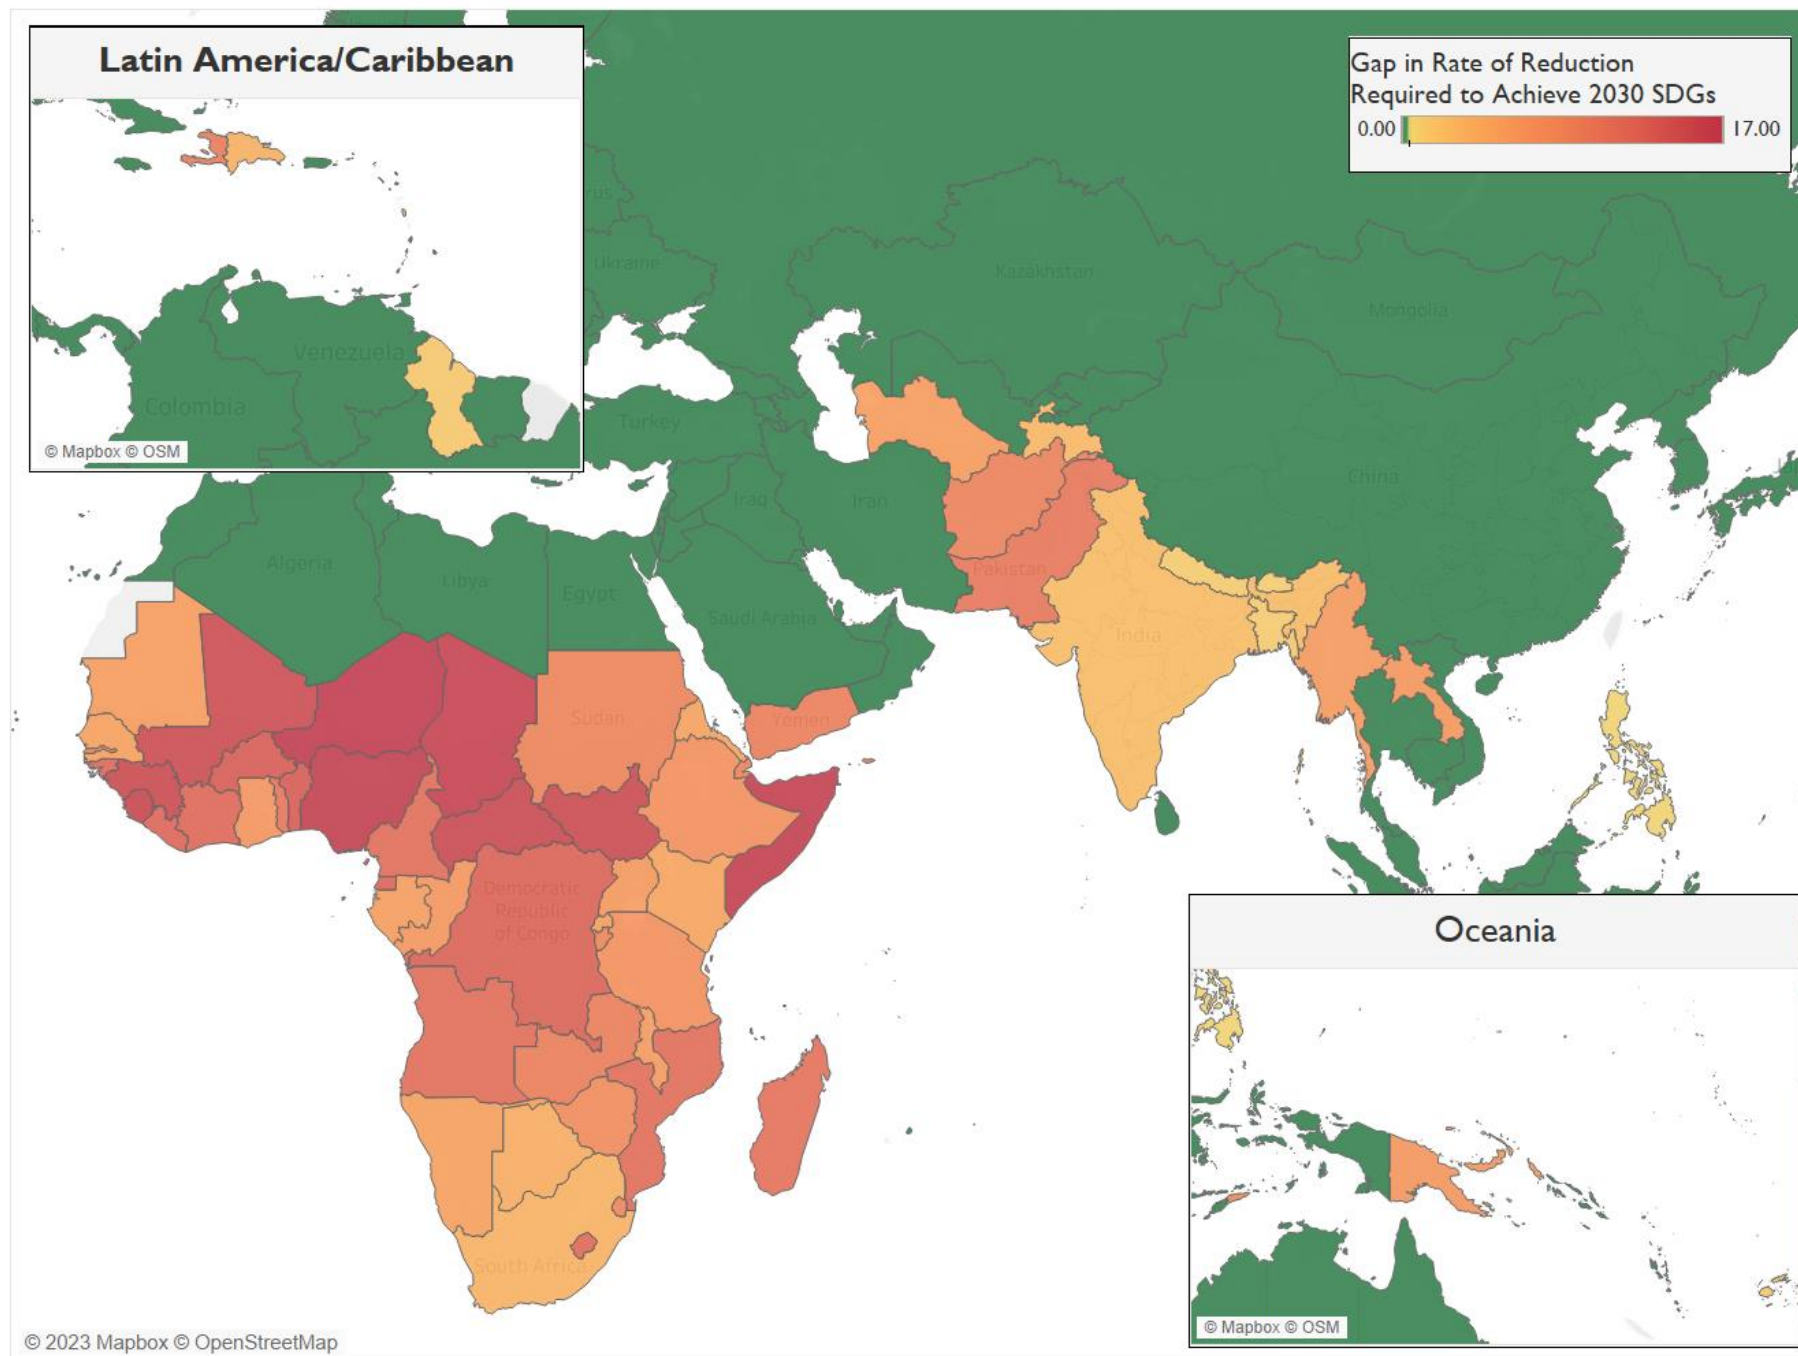 Latin America/Caribbean
Venezuela
Colombia
© Mapbox © OSM
Gap in Rate of Reduction
Required to Achieve 2030 SDGs
0.00
17.00
Ukraine
Kazakhstan
Mongolia
Turkey
China
Iraq
Iran
Algeria
Libya
Egypt
Pakistan
Saudi Arabia
India
Sudan
Yemen
Democratic
Republic
of Congo
South Africa
Oceania
© Mapbox © OSM
© 2023 Mapbox © OpenStreetMap